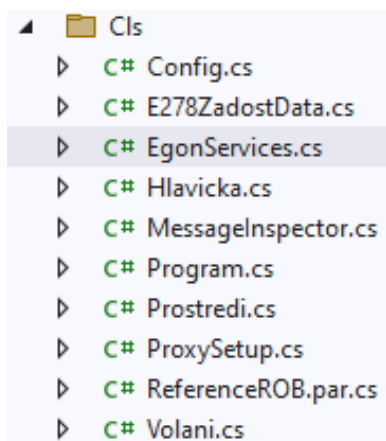 Cls
C# Config.cs
C# E278ZadostData.cs
C# EgonServices.cs
C# Hlavicka.cs
C# MessageInspector.cs
C# Program.cs
C# Prostredi.cs
C# ProxySetup.cs
C# ReferenceROB.par.cs
C# Volani.cs